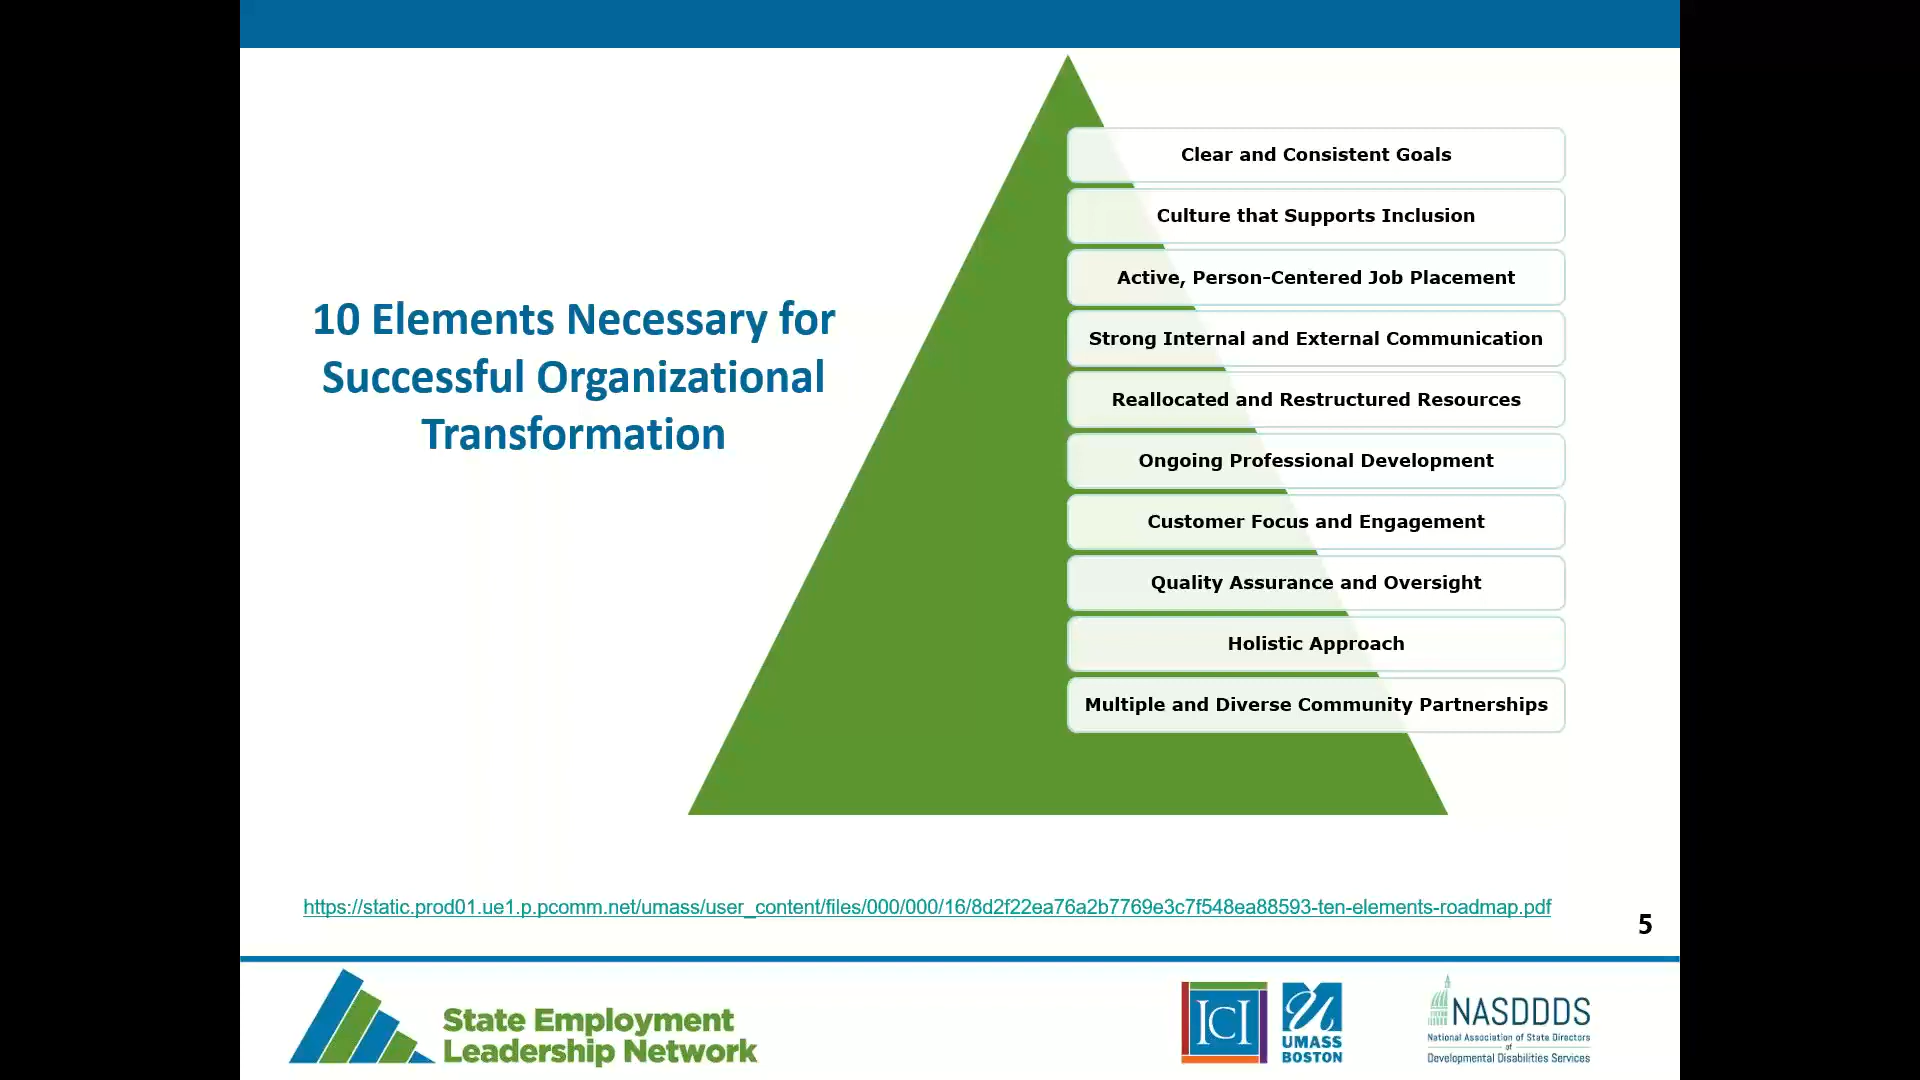 10 Elements Necessary for
Successful Organizational
Transformation
Clear and Consistent Goals
Culture that Supports Inclusion
Active, Person-Centered Job Placement
Strong Internal and External Communication
Reallocated and Restructured Resources
Ongoing Professional Development
Customer Focus and Engagement
Quality Assurance and Oversight
Holistic Approach
Multiple and Diverse Community Partnerships
https://static.prod01.ue1.p.pcomm.net/umass/user_content/files/000/000/16/8d2f22ea76a2b7769e3c7f548ea88593-ten-elements-roadmap.pdf
5
State Employment
Leadership Network
ICI
UMASS
BOSTON
NASDDDS
National Association of State Directors
of
Developmental Disabilities Services